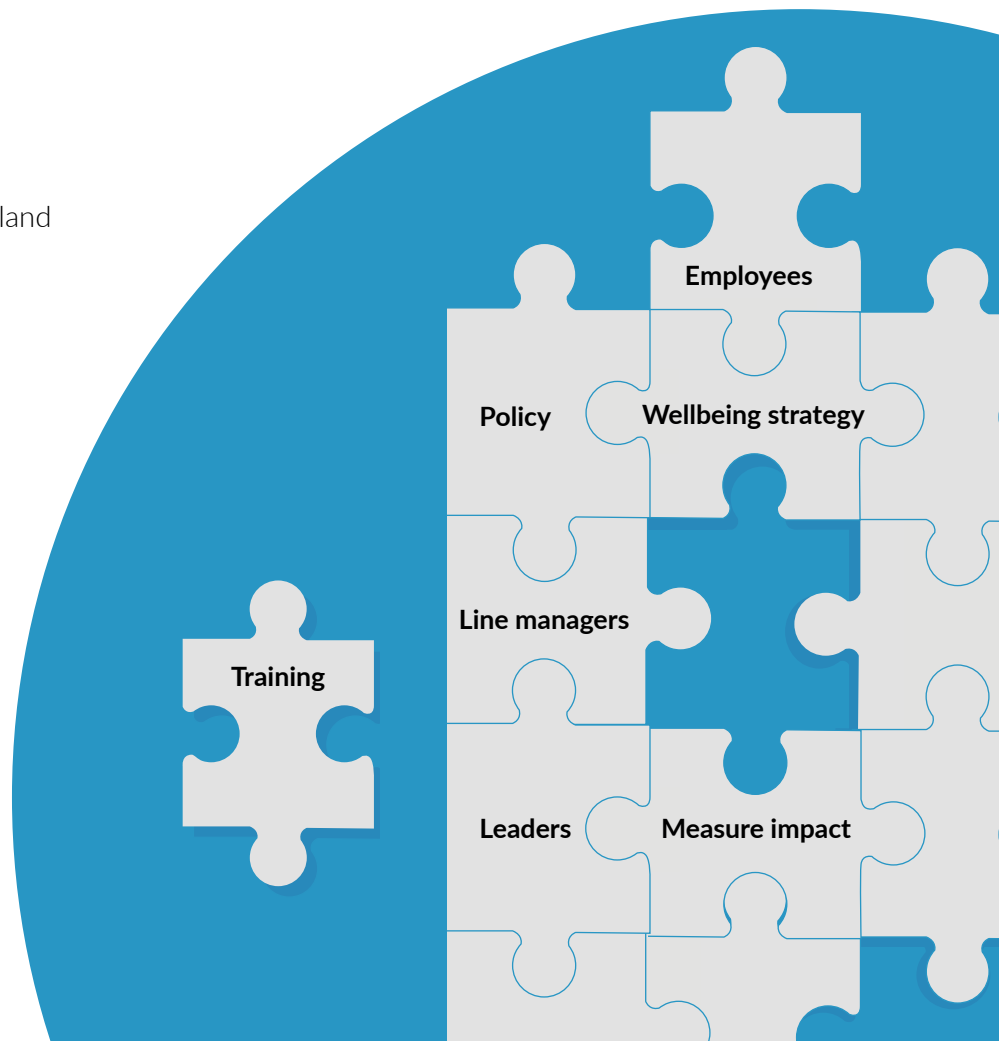 land
Employees
Policy
Wellbeing strategy
Line managers
Training
Leaders
Measure impact